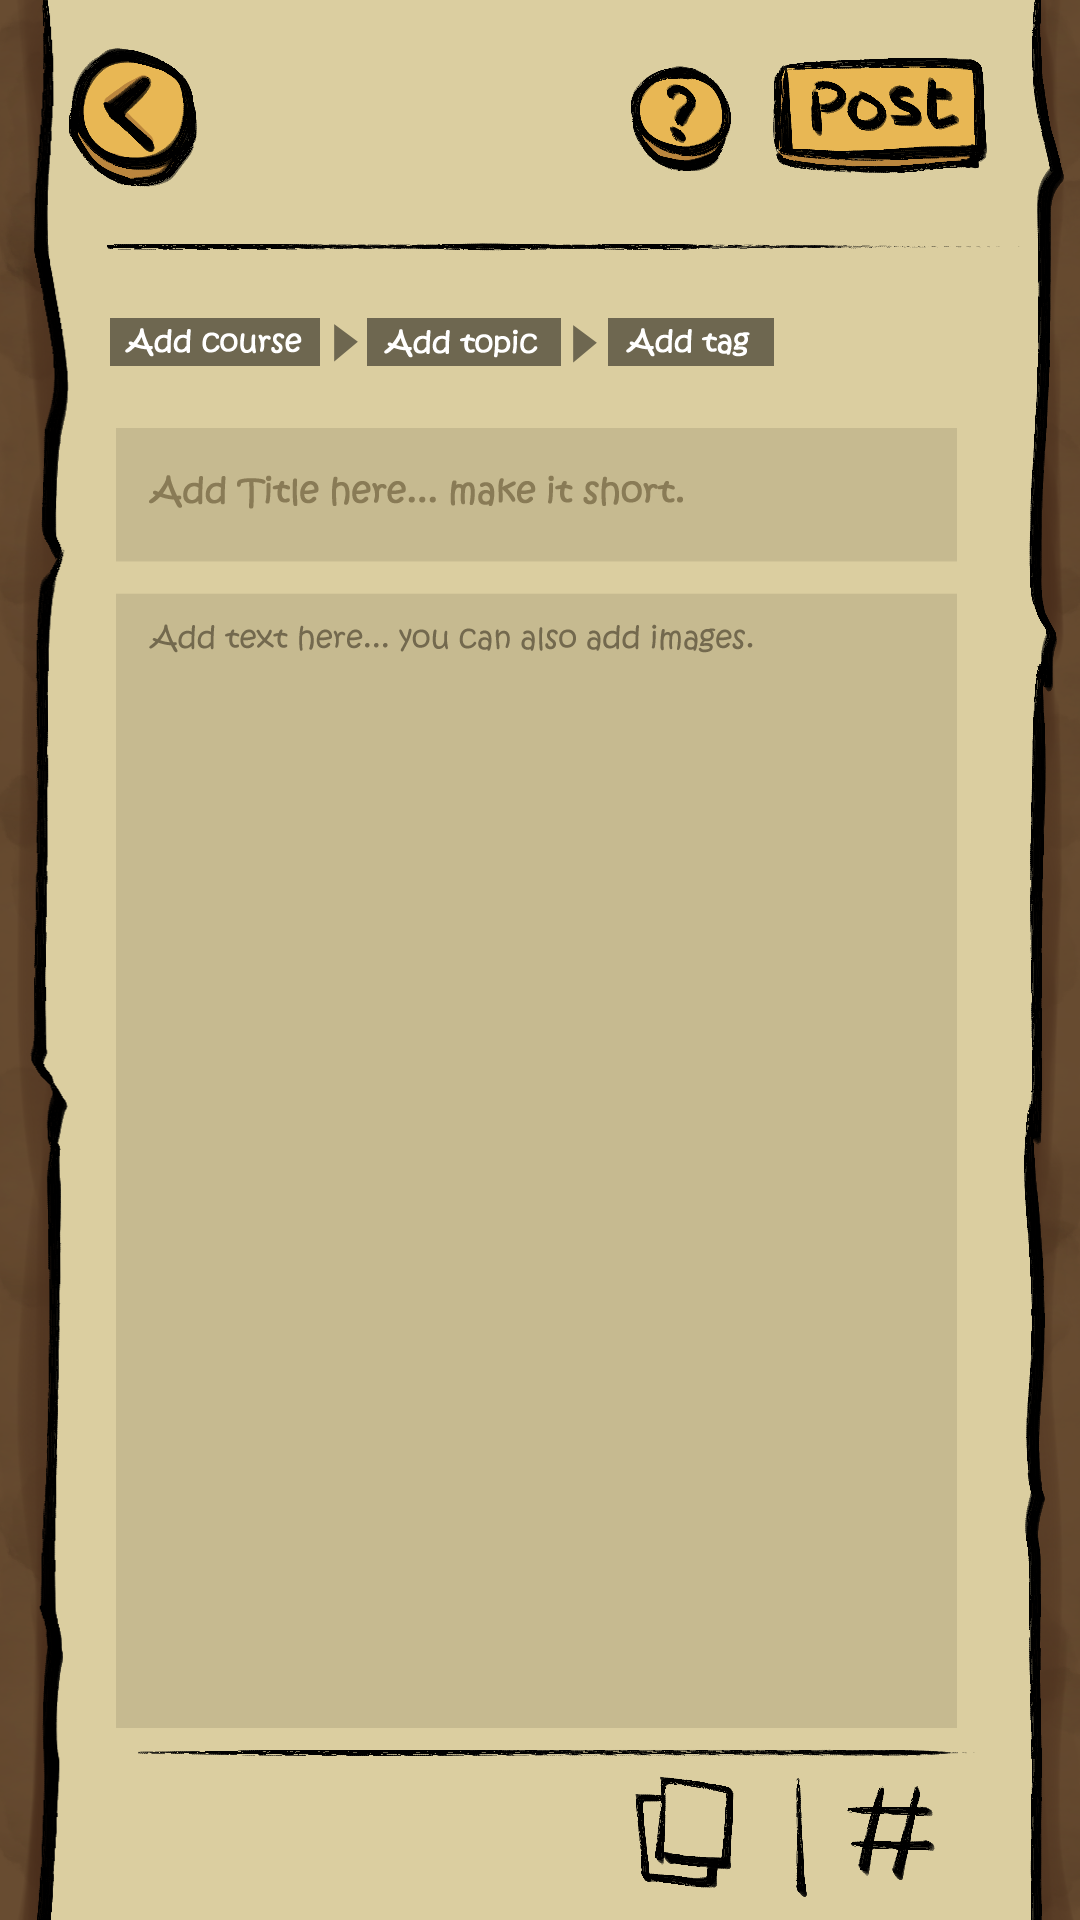 ? Post
Add course Add topic Add tag
Add Title here... make it short.
Add text here... you can also add images.
#